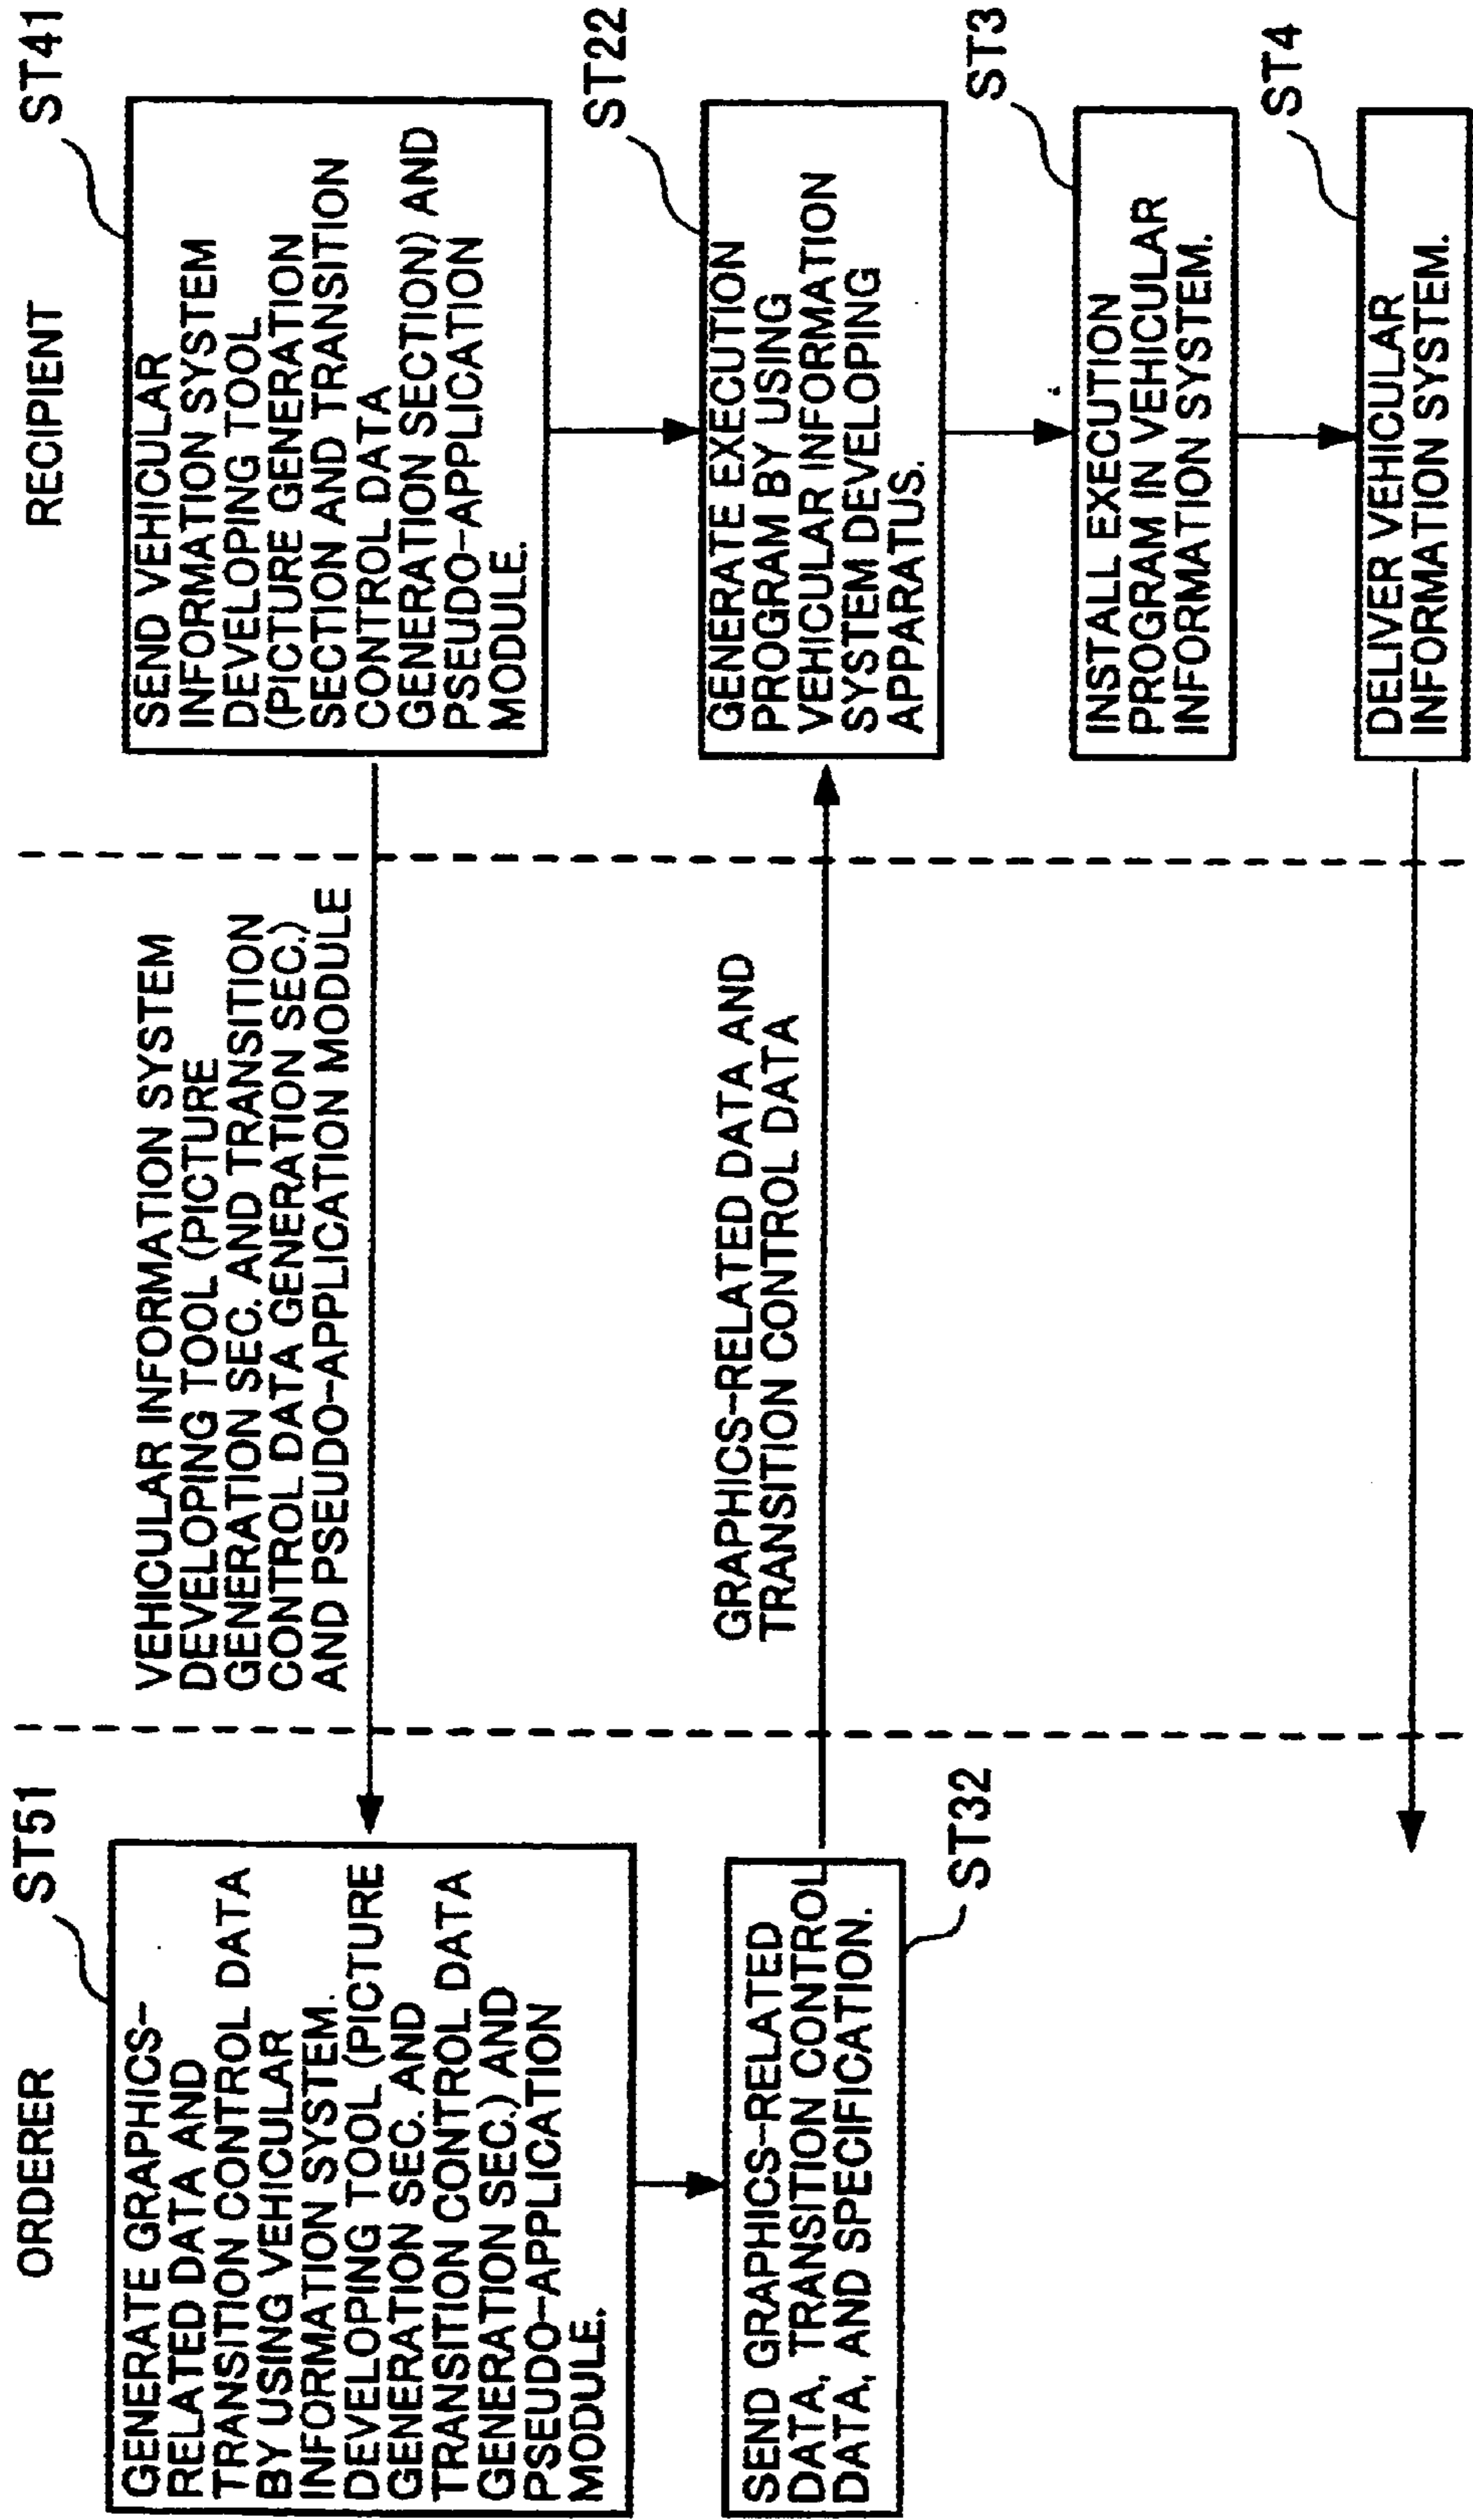 ORDERER
ST51
GENERATE GRAPHICS-
RELATED DATA AND
TRANSITION CONTROL DATA
BY USING VEHICULAR
INFORMATION SYSTEM.
DEVELOPING TOOL (PICTURE
GENERATION SEC. AND
TRANSITION CONTROL DATA
GENERATION SEC.) AND
PSEUDO-APPLICATION
MODULE.
SEND GRAPHICS-RELATED
DATA, TRANSITION CONTROL
DATA, AND SPECIFICATION.
ST32
VEHICULAR INFORMATION SYSTEM
DEVELOPING TOOL (PICTURE
GENERATION SEC. AND TRANSITION
CONTROL DATA GENERATION SEC.)
AND PSEUDO-APPLICATION MODULE
GRAPHICS-RELATED DATA AND
TRANSITION CONTROL DATA
RECIPIENT
ST41
SEND VEHICULAR
INFORMATION SYSTEM
DEVELOPING TOOL
(PICTURE GENERATION
SECTION AND TRANSITION
CONTROL DATA
GENERATION SECTION) AND
PSEUDO-APPLICATION
MODULE.
ST22
GENERATE EXECUTION
PROGRAM BY USING
VEHICULAR INFORMATION
SYSTEM DEVELOPING
APPARATUS.
ST3
INSTALL EXECUTION
PROGRAM IN VEHICULAR
INFORMATION SYSTEM.
ST4
DELIVER VEHICULAR
INFORMATION SYSTEM.